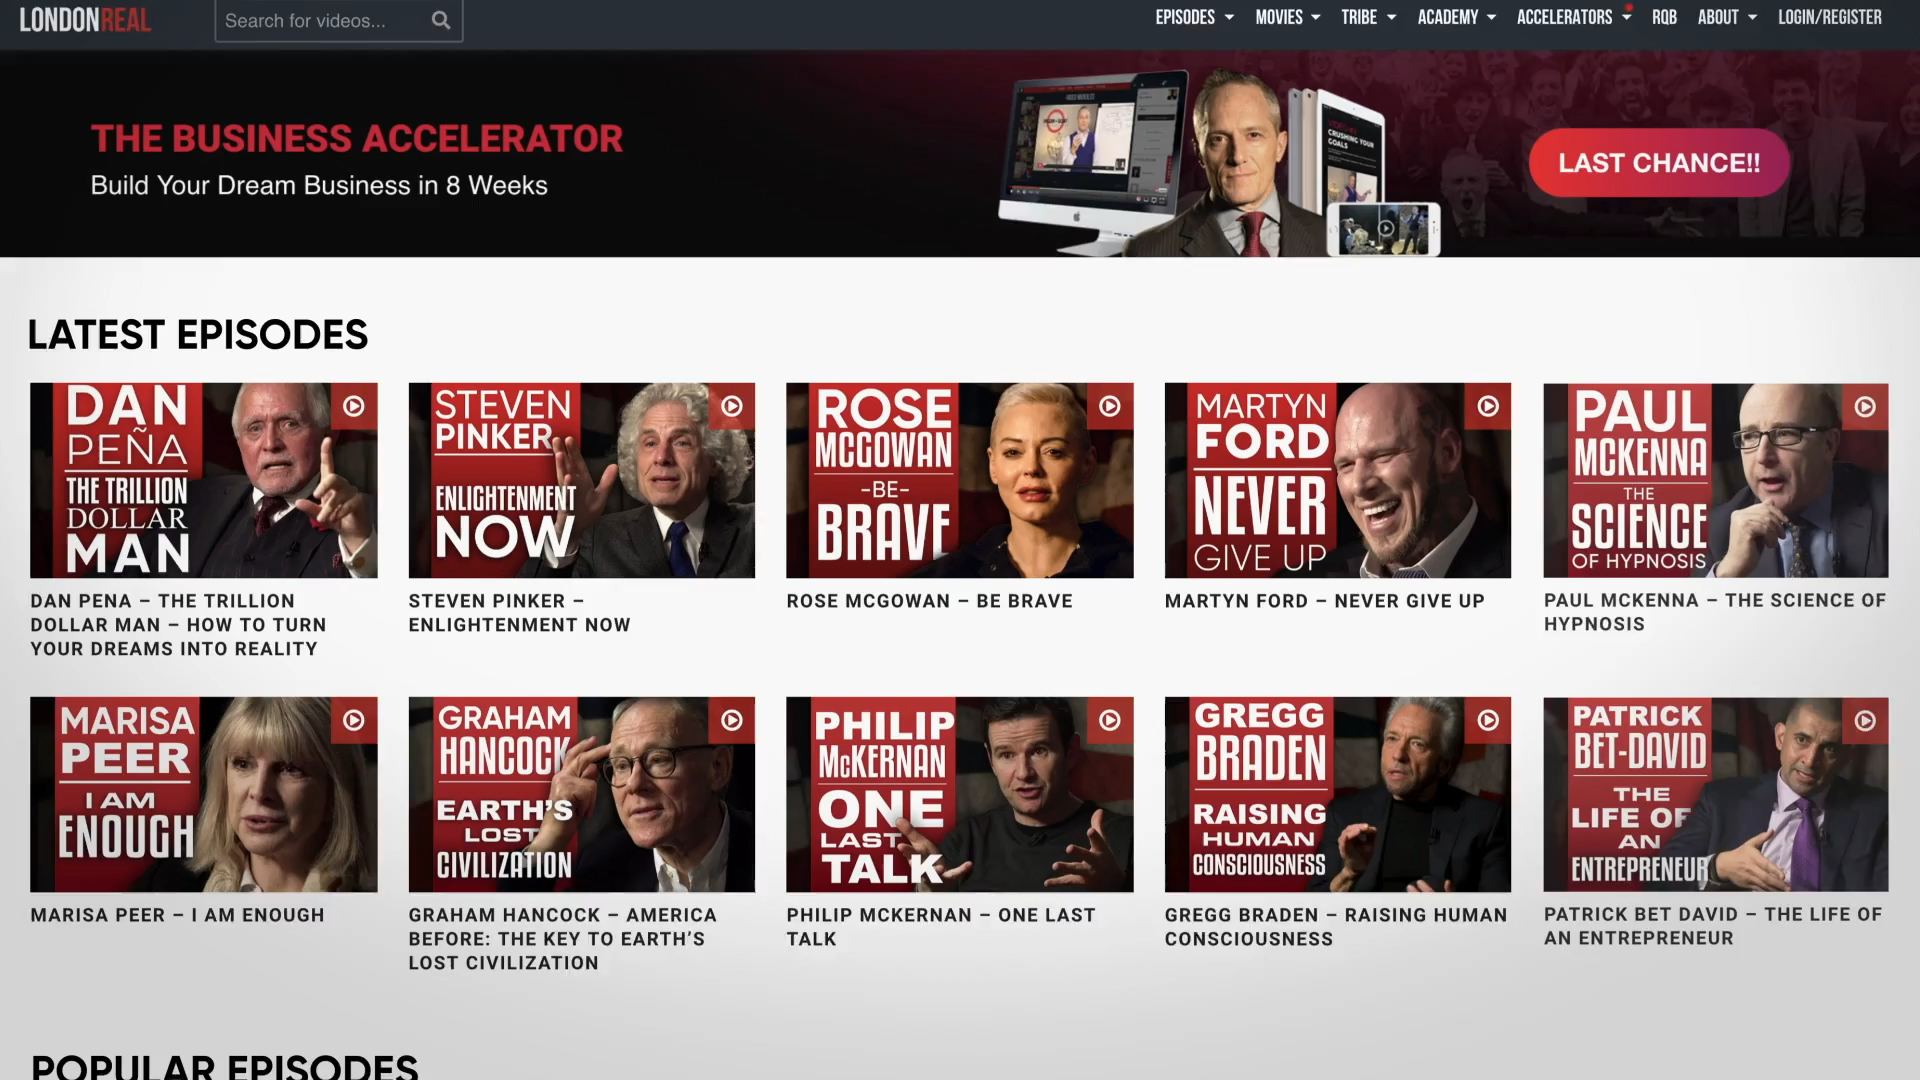 LONDONREAL
Search for videos...
EPISODES
MOVIES
TRIBE
ACADEMY
ACCELERATORS
RQB
ABOUT
LOGIN/REGISTER
THE BUSINESS ACCELERATOR
Build Your Dream Business in 8 Weeks
CRUSHING YOUR
GOALS
LAST CHANCE!!
LATEST EPISODES
DAN
PEÑA
THE TRILLION
DOLLAR
MAN
STEVEN
PINKER
ENLIGHTENMENT
NOW
ROSE
MCGOWAN
-BE-
BRAVE
MARTYN
FORD
NEVER
GIVE UP
PAUL
MCKENNA
THE
SCIENCE
OF HYPNOSIS
DAN PENA – THE TRILLION
DOLLAR MAN – HOW TO TURN
YOUR DREAMS INTO REALITY
STEVEN PINKER –
ENLIGHTENMENT NOW
ROSE MCGOWAN – BE BRAVE
MARTYN FORD – NEVER GIVE UP
PAUL MCKENNA – THE SCIENCE OF
HYPNOSIS
MARISA
PEER
I AM
ENOUGH
GRAHAM
HANCOCK
EARTH'S
LOST
CIVILIZATION
PHILIP
McKERNAN
ONE
LAST
TALK
GREGG
BRADEN
RAISING
HUMAN
CONSCIOUSNESS
PATRICK
BET-DAVID
THE
LIFE OF
AN
ENTREPRENEUR
MARISA PEER – I AM ENOUGH
GRAHAM HANCOCK – AMERICA
BEFORE: THE KEY TO EARTH'S
LOST CIVILIZATION
PHILIP MCKERNAN – ONE LAST
TALK
GREGG BRADEN – RAISING HUMAN
CONSCIOUSNESS
PATRICK BET DAVID – THE LIFE OF
AN ENTREPRENEUR
POPULAR EPISODES